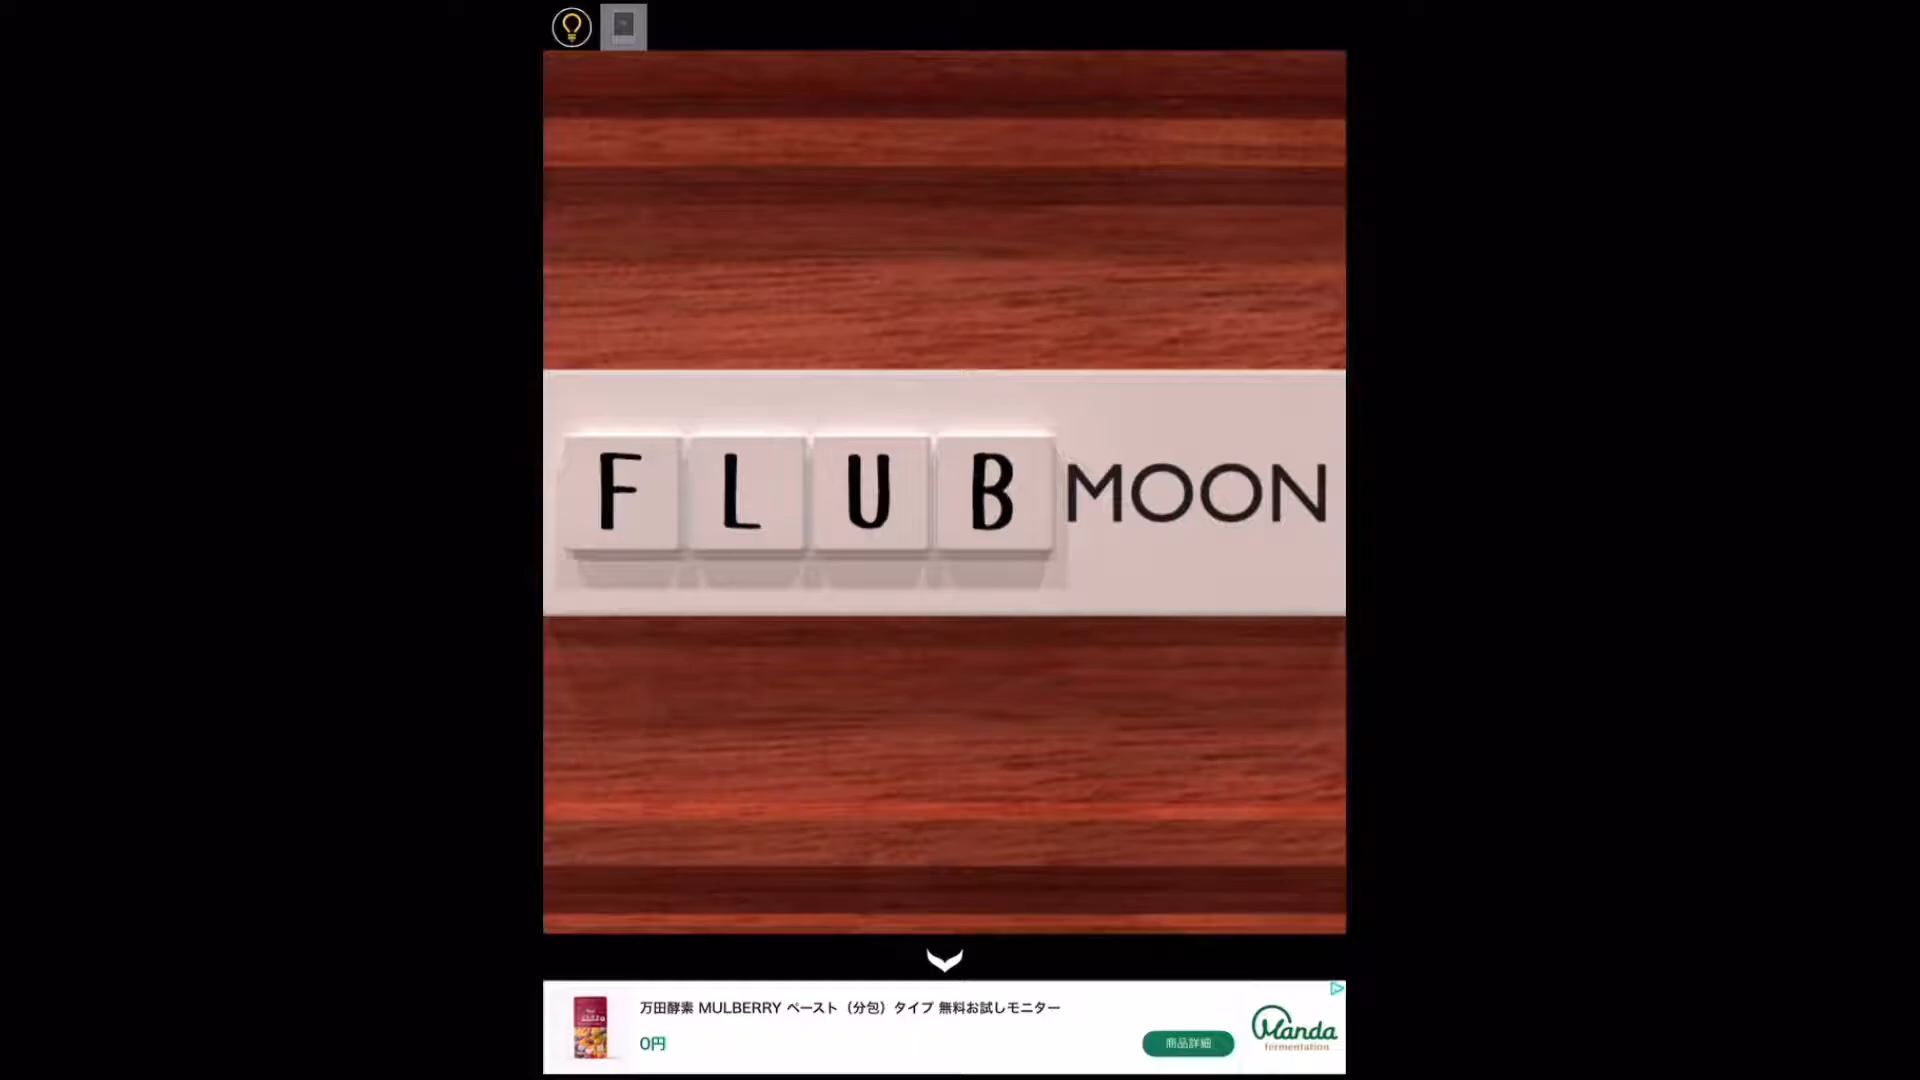 FLUB MOON
万田酵素 MULBERRY ペースト（分包）タイプ 無料お試しモニター
0円
商品詳細
Manda
fermentation